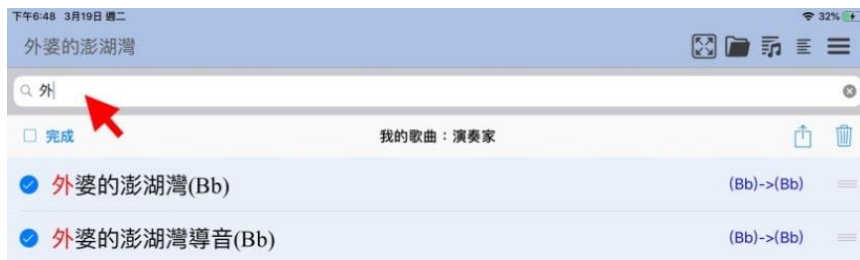 下午6:48 3月19日 週二 32%
外婆的澎湖灣
外
完成 我的歌曲：演奏家
外婆的澎湖灣(Bb) (Bb)->(Bb)
外婆的澎湖灣導音(Bb) (Bb)->(Bb)